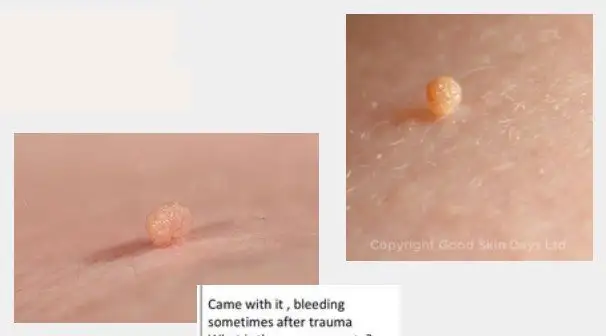 Copyright Good Skin Days Ltd
Came with it , bleeding
sometimes after trauma